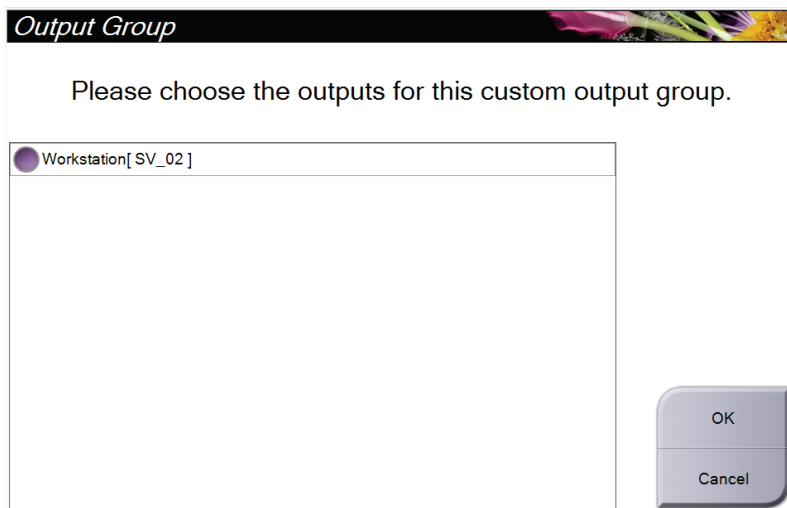 Output Group
Please choose the outputs for this custom output group.
Workstation[ SV_02 ]
OK
Cancel